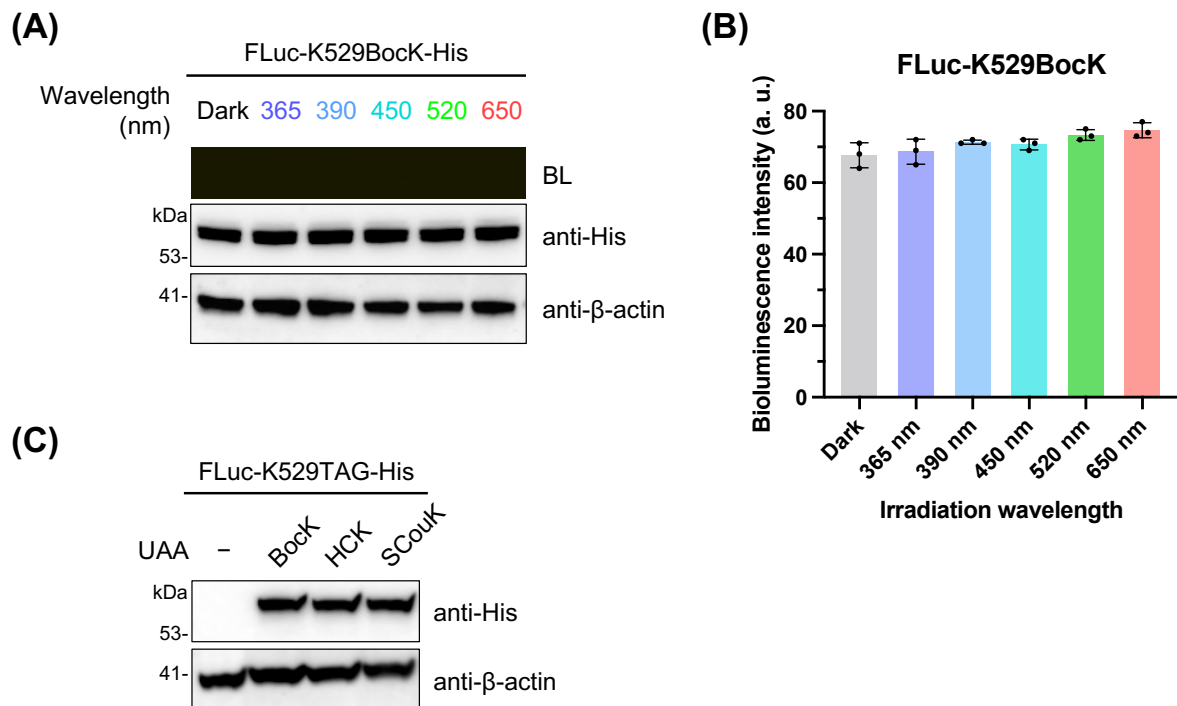 (A)
FLuc-K529BocK-His
Wavelength
(nm)
Dark 365 390 450 520 650
BL
kDa
53-
anti-His
41-
anti-β-actin
(B)
FLuc-K529BocK
Bioluminescence intensity (a. u.)
80
60
40
20
0
Dark
365 nm
390 nm
450 nm
520 nm
650 nm
Irradiation wavelength
(C)
FLuc-K529TAG-His
UAA – BocK HCK SCouK
kDa
53-
anti-His
41-
anti-β-actin